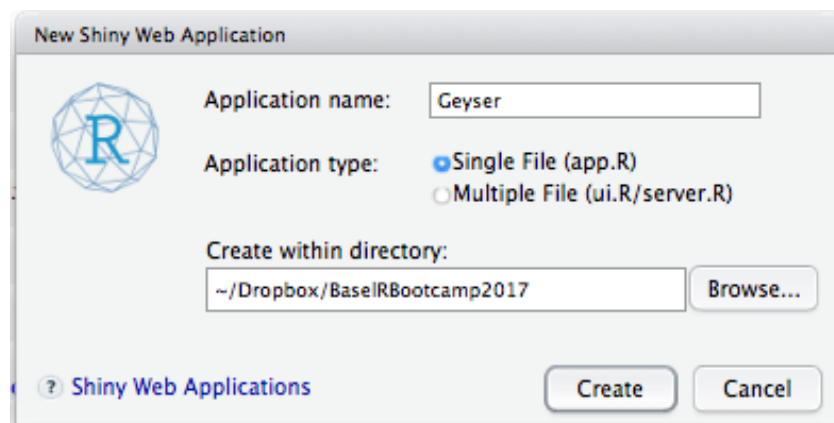 New Shiny Web Application
R
Application name: Geyser
Application type: Single File (app.R)
Multiple File (ui.R/server.R)
Create within directory:
~/Dropbox/BaselRBootcamp2017 Browse...
? Shiny Web Applications Create Cancel